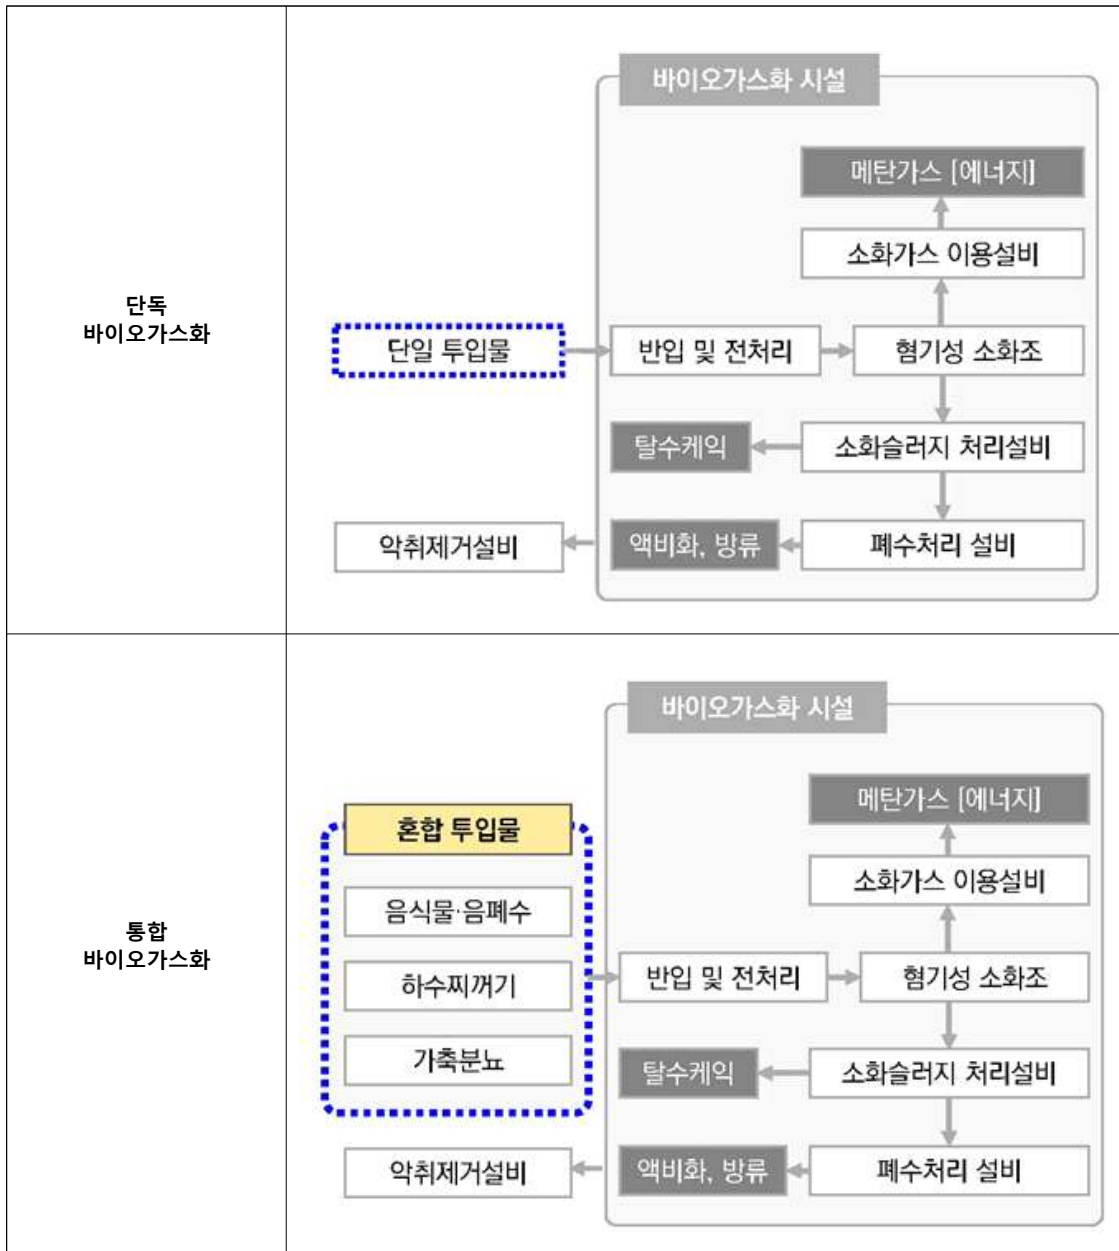 단독
바이오가스화
바이오가스화 시설
메탄가스 [에너지]
소화가스 이용설비
단일 투입물
반입 및 전처리
혐기성 소화조
탈수케익
소화슬러지 처리설비
악취제거설비
액비화, 방류
폐수처리 설비
통합
바이오가스화
바이오가스화 시설
메탄가스 [에너지]
혼합 투입물
소화가스 이용설비
음식물·음폐수
하수찌꺼기
반입 및 전처리
혐기성 소화조
가축분뇨
탈수케익
소화슬러지 처리설비
악취제거설비
액비화, 방류
폐수처리 설비